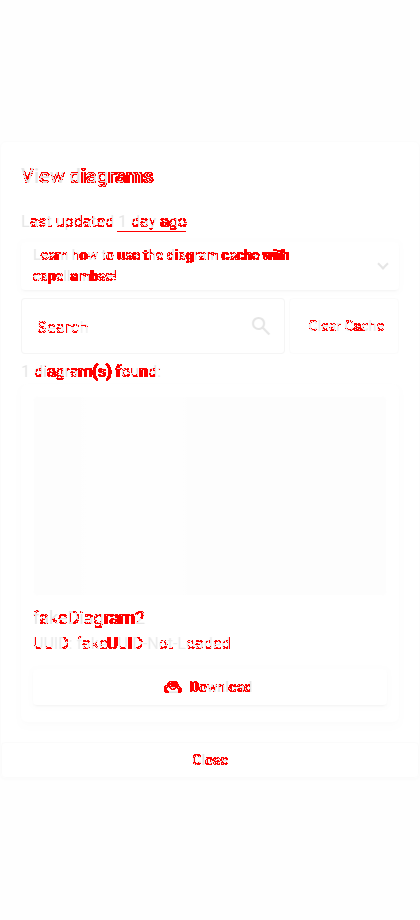 View diagrams
Last updated 1 day ago
Learn how to use the diagram cache with
capellambse!
Search
Clear Cache
1 diagram(s) found:
fakeDiagram2
UUID: fakeUUID Not Loaded
Download
Close